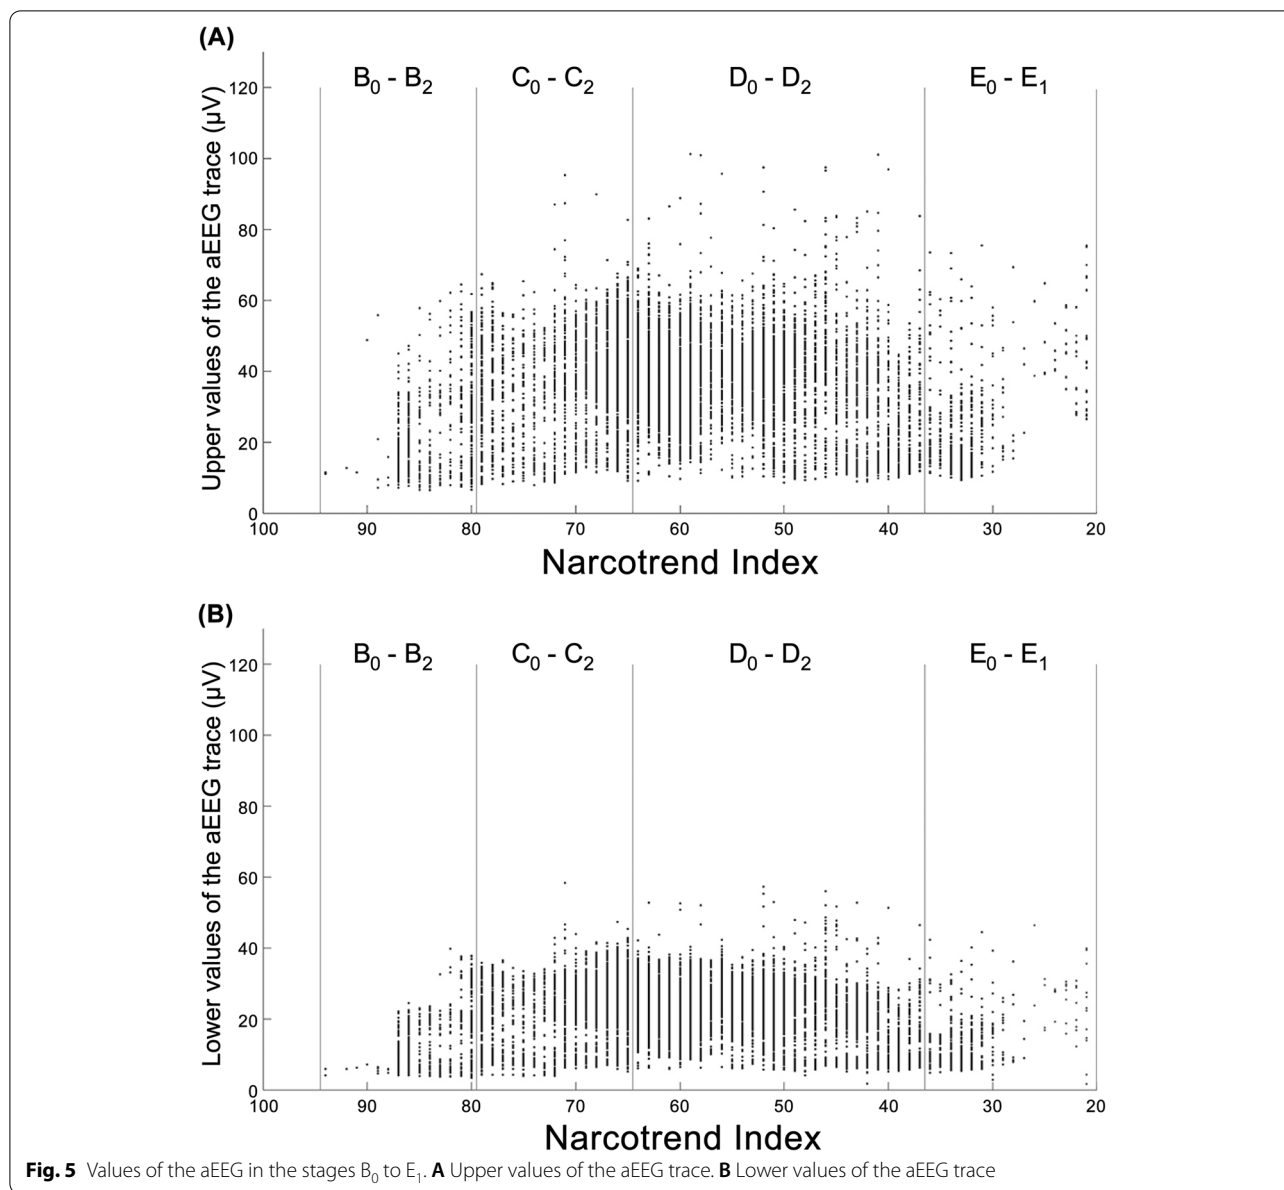 (A)
B₀ - B₂ C₀ - C₂ D₀ - D₂ E₀ - E₁
Upper values of the aEEG trace (µV)
120
100
80
60
40
20
0
100 90 80 70 60 50 40 30 20
Narcotrend Index
(B)
B₀ - B₂ C₀ - C₂ D₀ - D₂ E₀ - E₁
Lower values of the aEEG trace (µV)
120
100
80
60
40
20
0
100 90 80 70 60 50 40 30 20
Narcotrend Index
Fig. 5 Values of the aEEG in the stages B₀ to E₁. A Upper values of the aEEG trace. B Lower values of the aEEG trace